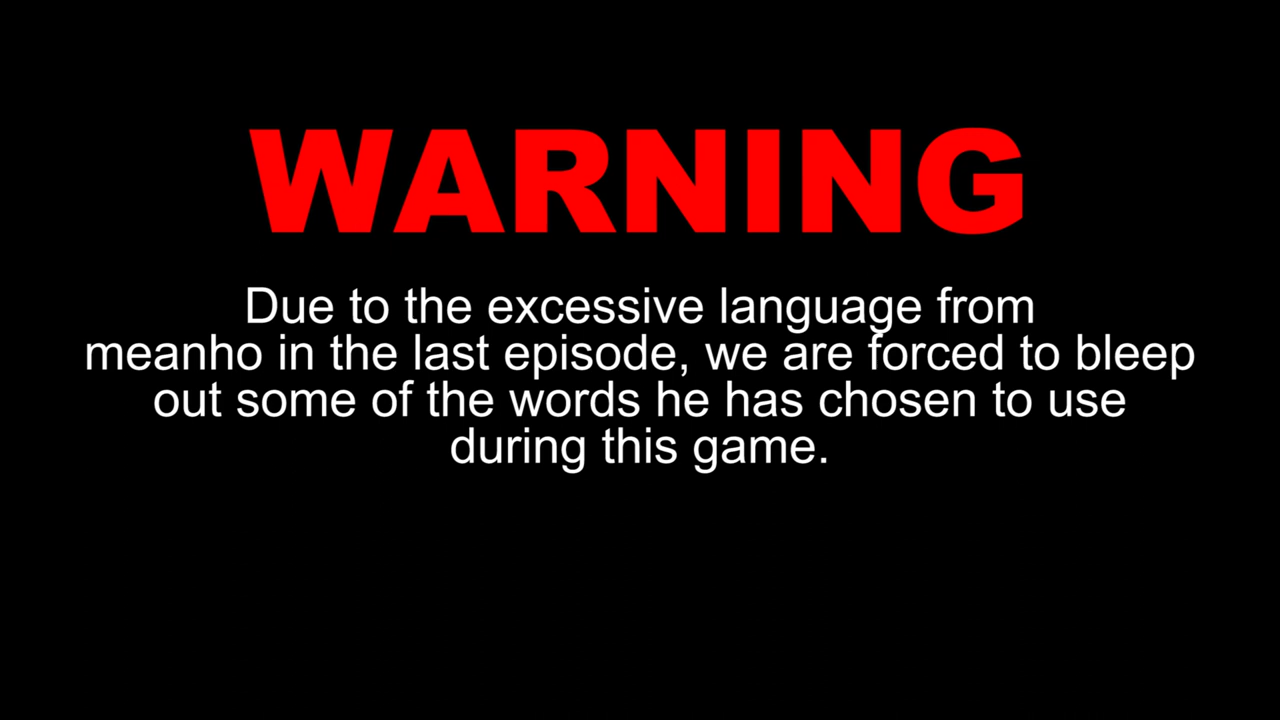 WARNING
Due to the excessive language from
meanho in the last episode, we are forced to bleep
out some of the words he has chosen to use
during this game.